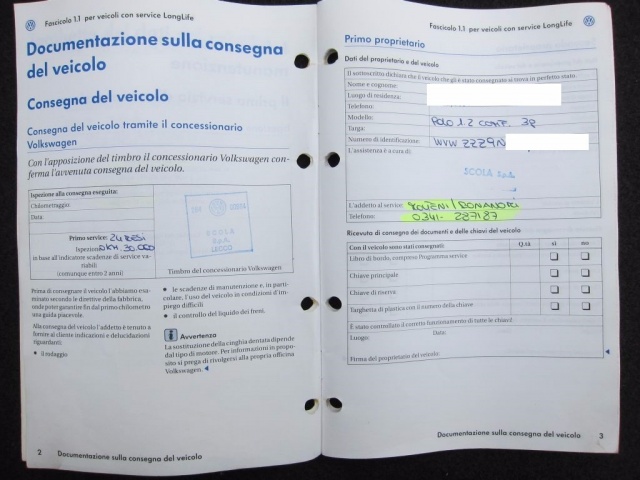 Fascicolo 1.1 per veicoli con service LongLife
Documentazione sulla consegna
del veicolo
Consegna del veicolo
Consegna del veicolo tramite il concessionario
Volkswagen
Con l'apposizione del timbro il concessionario Volkswagen con-
ferma l'avvenuta consegna del veicolo.
Ispezione alla consegna eseguita:
Chilometraggio:
Data:
Primo service: 24 MESI
Ispezione O KM 30.000
in base all'indicatore scadenze di service va-
riabili
(comunque entro 2 anni)
SCOLA
S.p.A.
LECCO
Timbro del concessionario Volkswagen
Prima di consegnare il veicolo l'abbiamo esa-
minato secondo le direttive della fabbrica,
onde poter garantire fin dal primo chilometro
una guida piacevole.
Alla consegna del veicolo l'addetto è tenuto a
fornire al cliente indicazioni e delucidazioni
riguardanti:
• il rodaggio
• le scadenze di manutenzione e, in parti-
colare, l'uso del veicolo in condizioni d'im-
piego difficili
• il controllo del liquido dei freni.
Avvertenza
La sostituzione della cinghia dentata dipende
dal tipo di motore. Per informazioni in propo-
sito si prega di rivolgersi alla propria officina
Volkswagen.
2 Documentazione sulla consegna del veicolo
Fascicolo 1.1 per veicoli con service LongLife
Primo proprietario
Dati del proprietario e del veicolo
Il sottoscritto dichiara che il veicolo che gli è stato consegnato si trova in perfetto stato.
Nome e cognome:
Luogo di residenza:
Telefono:
Modello: POLO 1.2 COMF. 3P
Targa:
Numero di identificazione: WVW ZZZ9N
L'assistenza è a cura di:
SCOLA S.p.A.
L'addetto al service:
Telefono: 0341- 287187
Ricevuta di consegna dei documenti e delle chiavi del veicolo
Con il veicolo sono stati consegnati: Q.tà sì no
Libro di bordo, compreso Programma service
Chiave principale
Chiave di riserva
Targhetta di plastica con il numero della chiave
È stato controllato il corretto funzionamento di tutte le chiavi!
Luogo: Data:
Firma del proprietario del veicolo:
Documentazione sulla consegna del veicolo 3